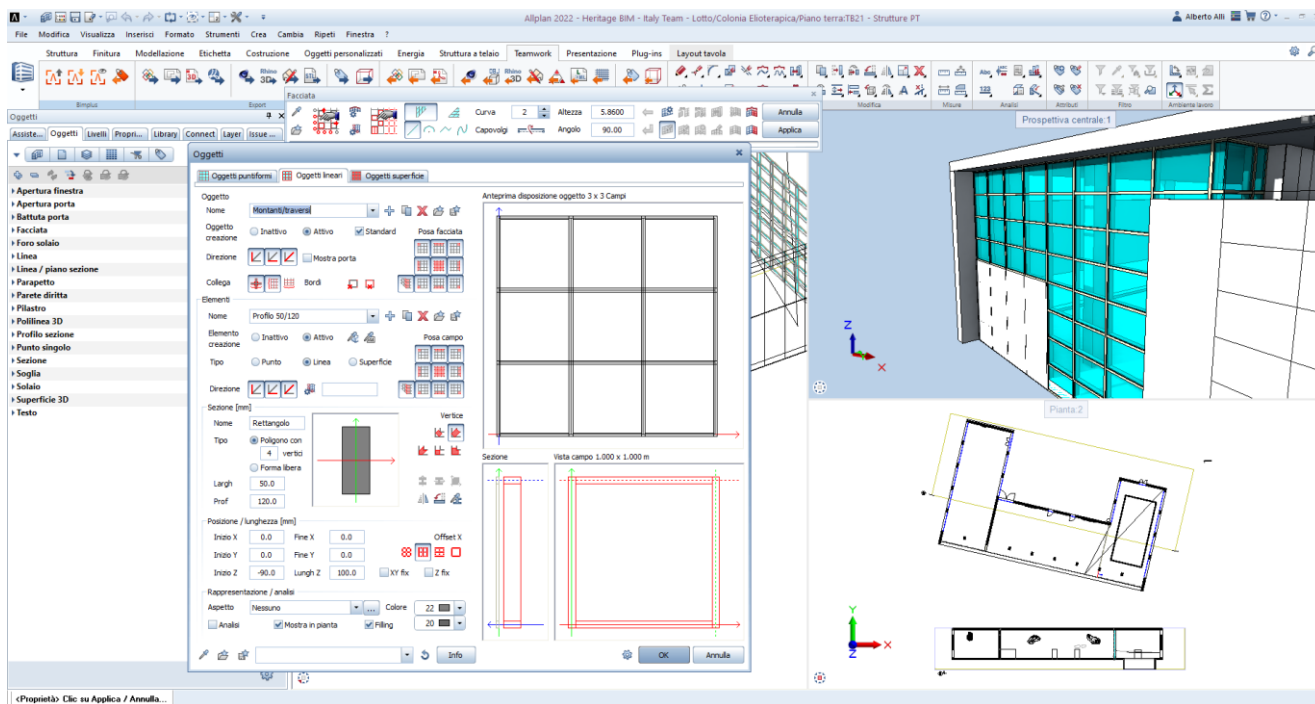 Allplan 2022 - Heritage BIM - Italy Team - Lotto/Colonia Elioterapica/Piano terra:TB21 - Strutture PT
Alberto Alli
File Modifica Visualizza Inserisci Formato Strumenti Crea Cambia Ripeti Finestra ?
Struttura Finitura Modellazione Etichetta Costruzione Oggetti personalizzati Energia Struttura a telaio Teamwork Presentazione Plug-ins Layout tavola
Bimplus Export Modifica Misure Analisi Attributi Filtro Ambiente lavoro
Facciata
Curva 2 Altezza 5.8600 Annulla
Capovolgi Angolo 90.00 Applica
Oggetti
Assiste... Oggetti Livelli Propri... Library Connect Layer Issue ...
Apertura finestra
Apertura porta
Battuta porta
Facciata
Foro solaio
Linea
Linea / piano sezione
Parapetto
Parete diritta
Pilastro
Polilinea 3D
Profilo sezione
Punto singolo
Sezione
Soglia
Solaio
Superficie 3D
Testo
Oggetti
Oggetti puntiformi Oggetti lineari Oggetti superficie
Oggetto
Nome Montanti/traversi
Oggetto creazione Inattivo Attivo Standard Posa facciata
Direzione Mostra porta
Collega Bordi
Elementi
Nome Profilo 50/120
Elemento creazione Inattivo Attivo Posa campo
Tipo Punto Linea Superficie
Direzione
Sezione [mm]
Nome Rettangolo Vertice
Tipo Poligono con
4 vertici
Forma libera
Largh 50.0
Prof 120.0
Posizione / lunghezza [mm]
Inizio X 0.0 Fine X 0.0 Offset X
Inizio Y 0.0 Fine Y 0.0
Inizio Z -90.0 Lungh Z 100.0 XY fix Z fix
Rappresentazione / analisi
Aspetto Nessuno ... Colore 22
Analisi Mostra in pianta Filling 20
Info OK Annulla
Anteprima disposizione oggetto 3 x 3 Campi
Sezione Vista campo 1.000 x 1.000 m
Prospettiva centrale:1
Z
X
Pianta:2
Y
Z
X
<Proprietà> Clic su Applica / Annulla...